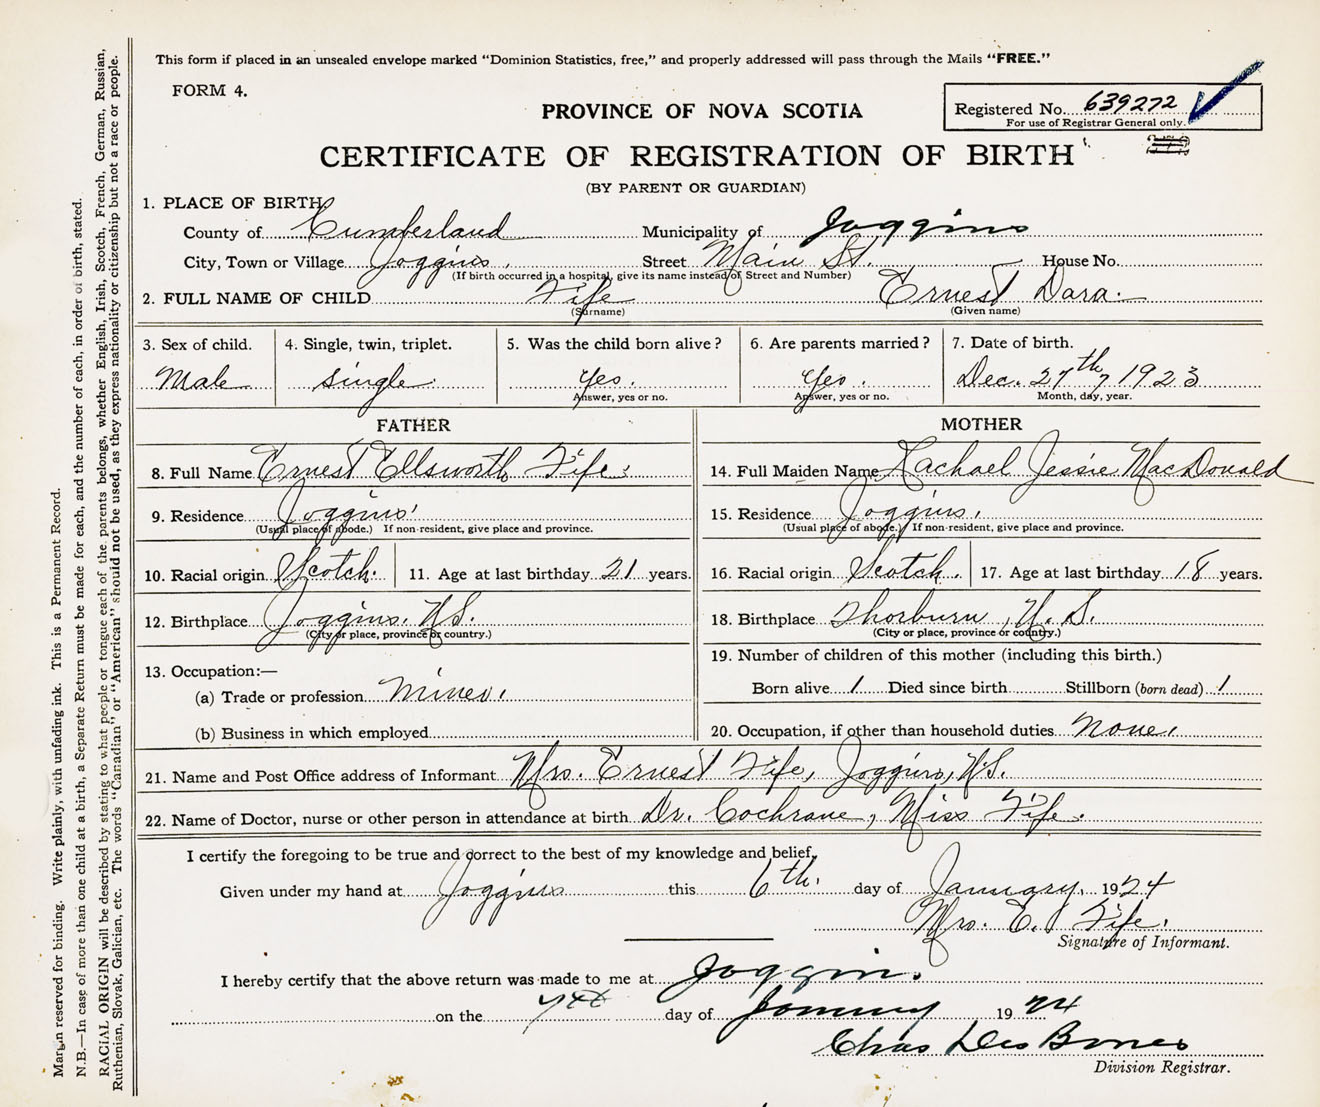 This form if placed in an unsealed envelope marked "Dominion Statistics, free," and properly addressed will pass through the Mails "FREE."
FORM 4.
PROVINCE OF NOVA SCOTIA
Registered No. 639272
For use of Registrar General only.
CERTIFICATE OF REGISTRATION OF BIRTH
(BY PARENT OR GUARDIAN)
1. PLACE OF BIRTH
County of Cumberland Municipality of Joggins
City, Town or Village Joggins. Street Main St. House No.
(If birth occurred in a hospital, give its name instead of Street and Number)
2. FULL NAME OF CHILD Fife Ernest Dara.
(Surname) (Given name)
3. Sex of child. 4. Single, twin, triplet. 5. Was the child born alive? 6. Are parents married? 7. Date of birth.
Male single. Yes. Yes. Dec. 27th, 1923
Answer, yes or no. Answer, yes or no. Month, day, year.
FATHER MOTHER
8. Full Name Ernest Ellsworth Fife. 14. Full Maiden Name Rachael Jessie MacDonald
9. Residence Joggins. 15. Residence Joggins.
(Usual place of abode.) If non-resident, give place and province. (Usual place of abode.) If non-resident, give place and province.
10. Racial origin Scotch. 11. Age at last birthday 21 years. 16. Racial origin Scotch. 17. Age at last birthday 18 years.
12. Birthplace Joggins. N.S. 18. Birthplace Thorburn, N.S.
(City or place, province or country.) (City or place, province or country.)
13. Occupation:— 19. Number of children of this mother (including this birth.)
(a) Trade or profession Miner. Born alive 1 Died since birth Stillborn (born dead) 1
(b) Business in which employed 20. Occupation, if other than household duties None.
21. Name and Post Office address of Informant Mrs. Ernest Fife, Joggins, N.S.
22. Name of Doctor, nurse or other person in attendance at birth Dr. Cochrane, Miss Fife.
I certify the foregoing to be true and correct to the best of my knowledge and belief.
Given under my hand at Joggins this 6th. day of January, 1924
Mrs. E. Fife.
Signature of Informant.
I hereby certify that the above return was made to me at Joggins.
on the day of January 1924
Chas Des
Division Registrar.
Margin reserved for binding. Write plainly, with unfading ink. This is a Permanent Record.
N.B.—In case of more than one child at a birth, a Separate Return must be made for each, and the number of each, in order of birth, stated.
RACIAL ORIGIN will be described by stating to what people or tongue each of the parents belongs, whether English, Irish, Scotch, French, German, Russian,
Ruthenian, Slovak, Galician, etc. The words "Canadian" or "American" should not be used, as they express nationality or citizenship but not a race or people.